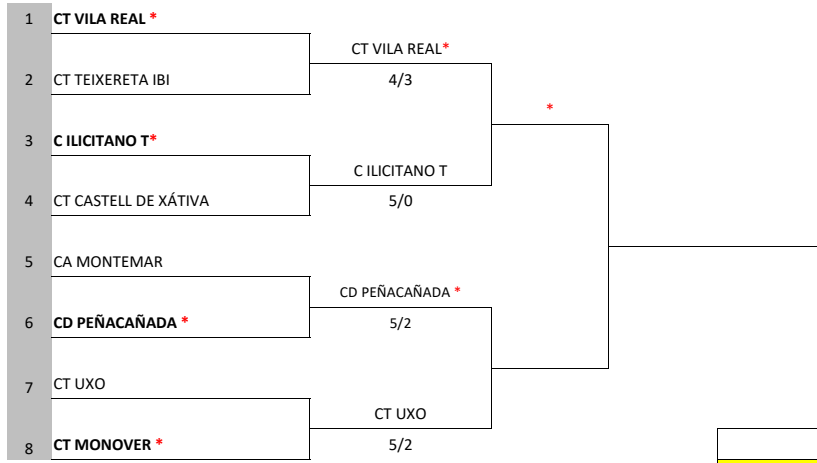 1 CT VILA REAL *
CT VILA REAL*
2 CT TEIXERETA IBI
4/3
*
3 C ILICITANO T*
C ILICITANO T
4 CT CASTELL DE XÁTIVA
5/0
5 CA MONTEMAR
CD PEÑACAÑADA *
6 CD PEÑACAÑADA *
5/2
7 CT UXO
CT UXO
8 CT MONOVER *
5/2